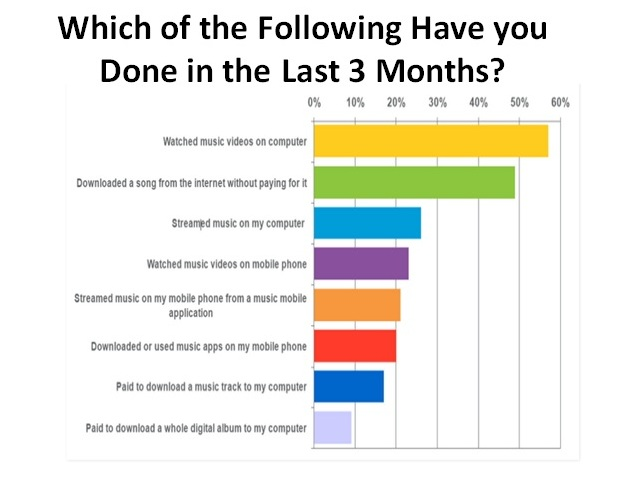 Which of the Following Have you
Done in the Last 3 Months?
0% 10% 20% 30% 40% 50% 60%
Watched music videos on computer
Downloaded a song from the internet without paying for it
Streamed music on my computer
Watched music videos on mobile phone
Streamed music on my mobile phone from a music mobile
application
Downloaded or used music apps on my mobile phone
Paid to download a music track to my computer
Paid to download a whole digital album to my computer